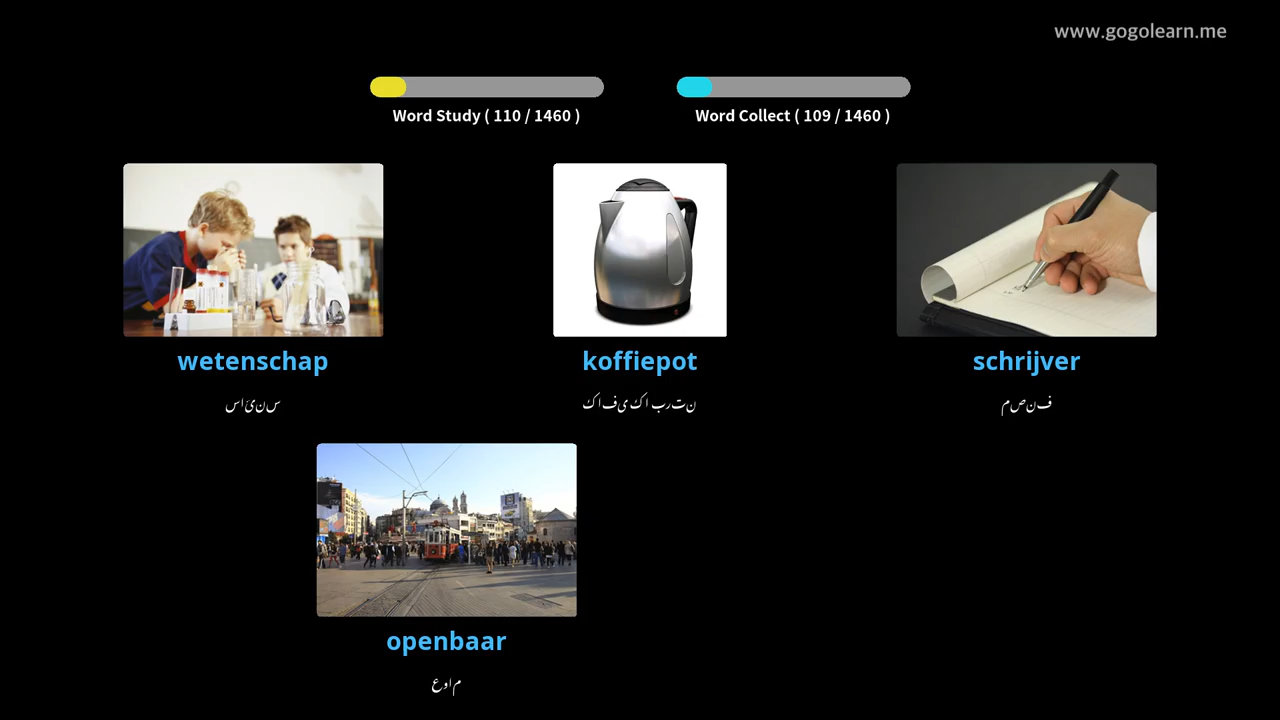 www.gogolearn.me
Word Study ( 110 / 1460 )
Word Collect ( 109 / 1460 )
wetenschap
koffiepot
schrijver
سائنس
کافی کا برتن
مصنف
openbaar
عوام